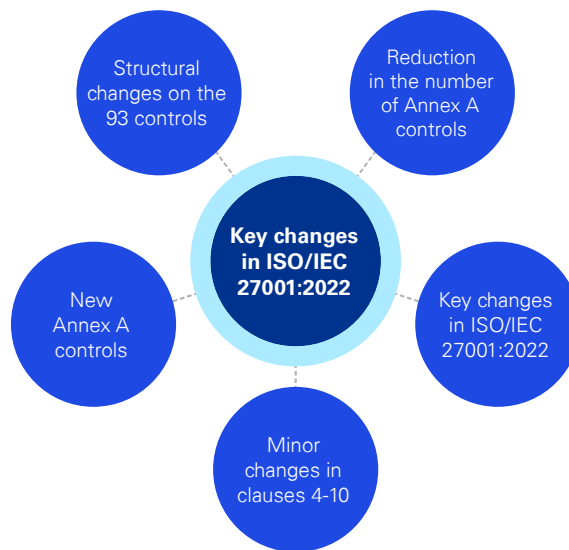 Structural
changes on the
93 controls
Reduction
in the number
of Annex A
controls
Key changes
in ISO/IEC
27001:2022
New
Annex A
controls
Key changes
in ISO/IEC
27001:2022
Minor
changes in
clauses 4-10